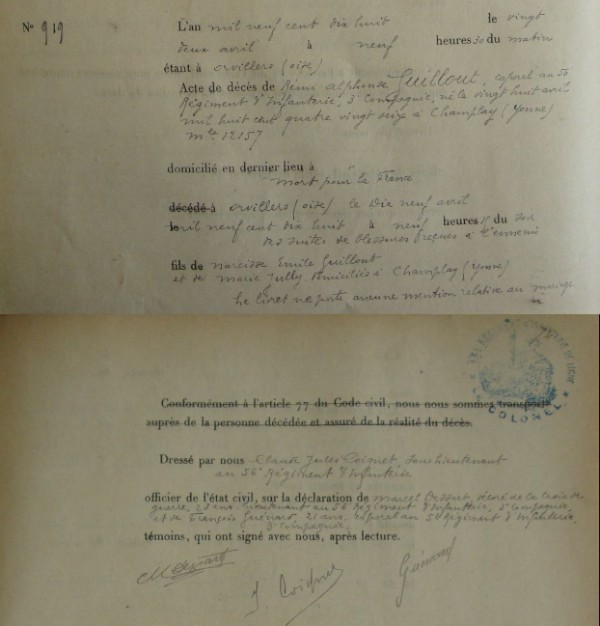 N° 919
L'an mil neuf cent dix huit le vingt
deux avril à neuf heures 30 du matin
étant à orvillers (oise)
Acte de décès de Rémi Alphonse Guillout, caporal au 56
Régiment d'Infanterie, 3e Compagnie, né le vingt huit avril
mil huit cent quatre vingt seize à Champlay (Yonne)
mle 12157
domicilié en dernier lieu à
"mort pour la France"
décédé à orvillers (oise) le Dix neuf avril
mil neuf cent dix huit à neuf heures du soir
des suites de blessures reçues à l'ennemi
fils de Narcisse Emile Guillout
et de Marie Jully domiciliés à Champlay (Yonne)
Le livret ne porte aucune mention relative au mariage
COLONEL
Conformément à l'article 77 du Code civil, nous nous sommes transporté
auprès de la personne décédée et assuré de la réalité du décès.
Dressé par nous Claude Jules Coignet, sous lieutenant
au 56e Régiment d'Infanterie
officier de l'état civil, sur la déclaration de Marcel décoré de la croix de
guerre, 23 ans, lieutenant au 56 Régiment d'Infanterie, 3e Compagnie,
et de François Guénard, 21 ans, caporal au 56 Régiment d'Infanterie
3e Compagnie,
témoins, qui ont signé avec nous, après lecture.
J. Coignet Guénard